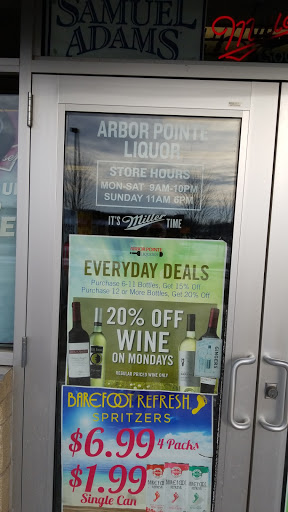 SAMUEL
ADAMS
ARBOR POINTE
LIQUOR
STORE HOURS
MON-SAT 9AM-10PM
SUNDAY 11AM 6PM
IT'S Miller TIME
EVERYDAY DEALS
Purchase 6-11 Bottles, Get 15% Off
Purchase 12 or More Bottles, Get 20% Off
20% OFF
WINE
ON MONDAYS
REGULAR PRICED WINE ONLY
BAREFOOT REFRESH
SPRITZERS
$6.99 4 Packs
$1.99
Single Can